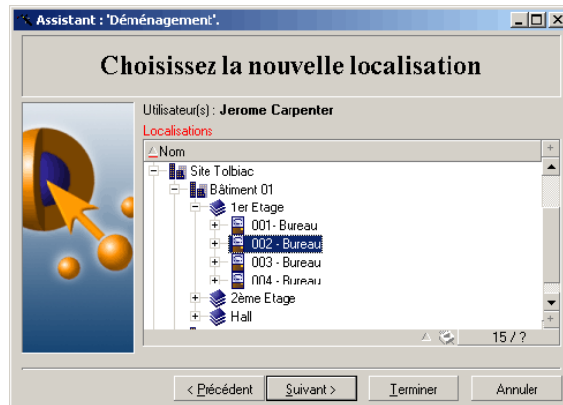 Assistant : 'Déménagement'.
Choisissez la nouvelle localisation
Utilisateur(s) : Jerome Carpenter
Localisations
Nom
Site Tolbiac
Bâtiment 01
1er Etage
001- Bureau
002 - Bureau
003 - Bureau
004 - Bureau
2ème Etage
Hall
15 / ?
< Précédent Suivant > Terminer Annuler